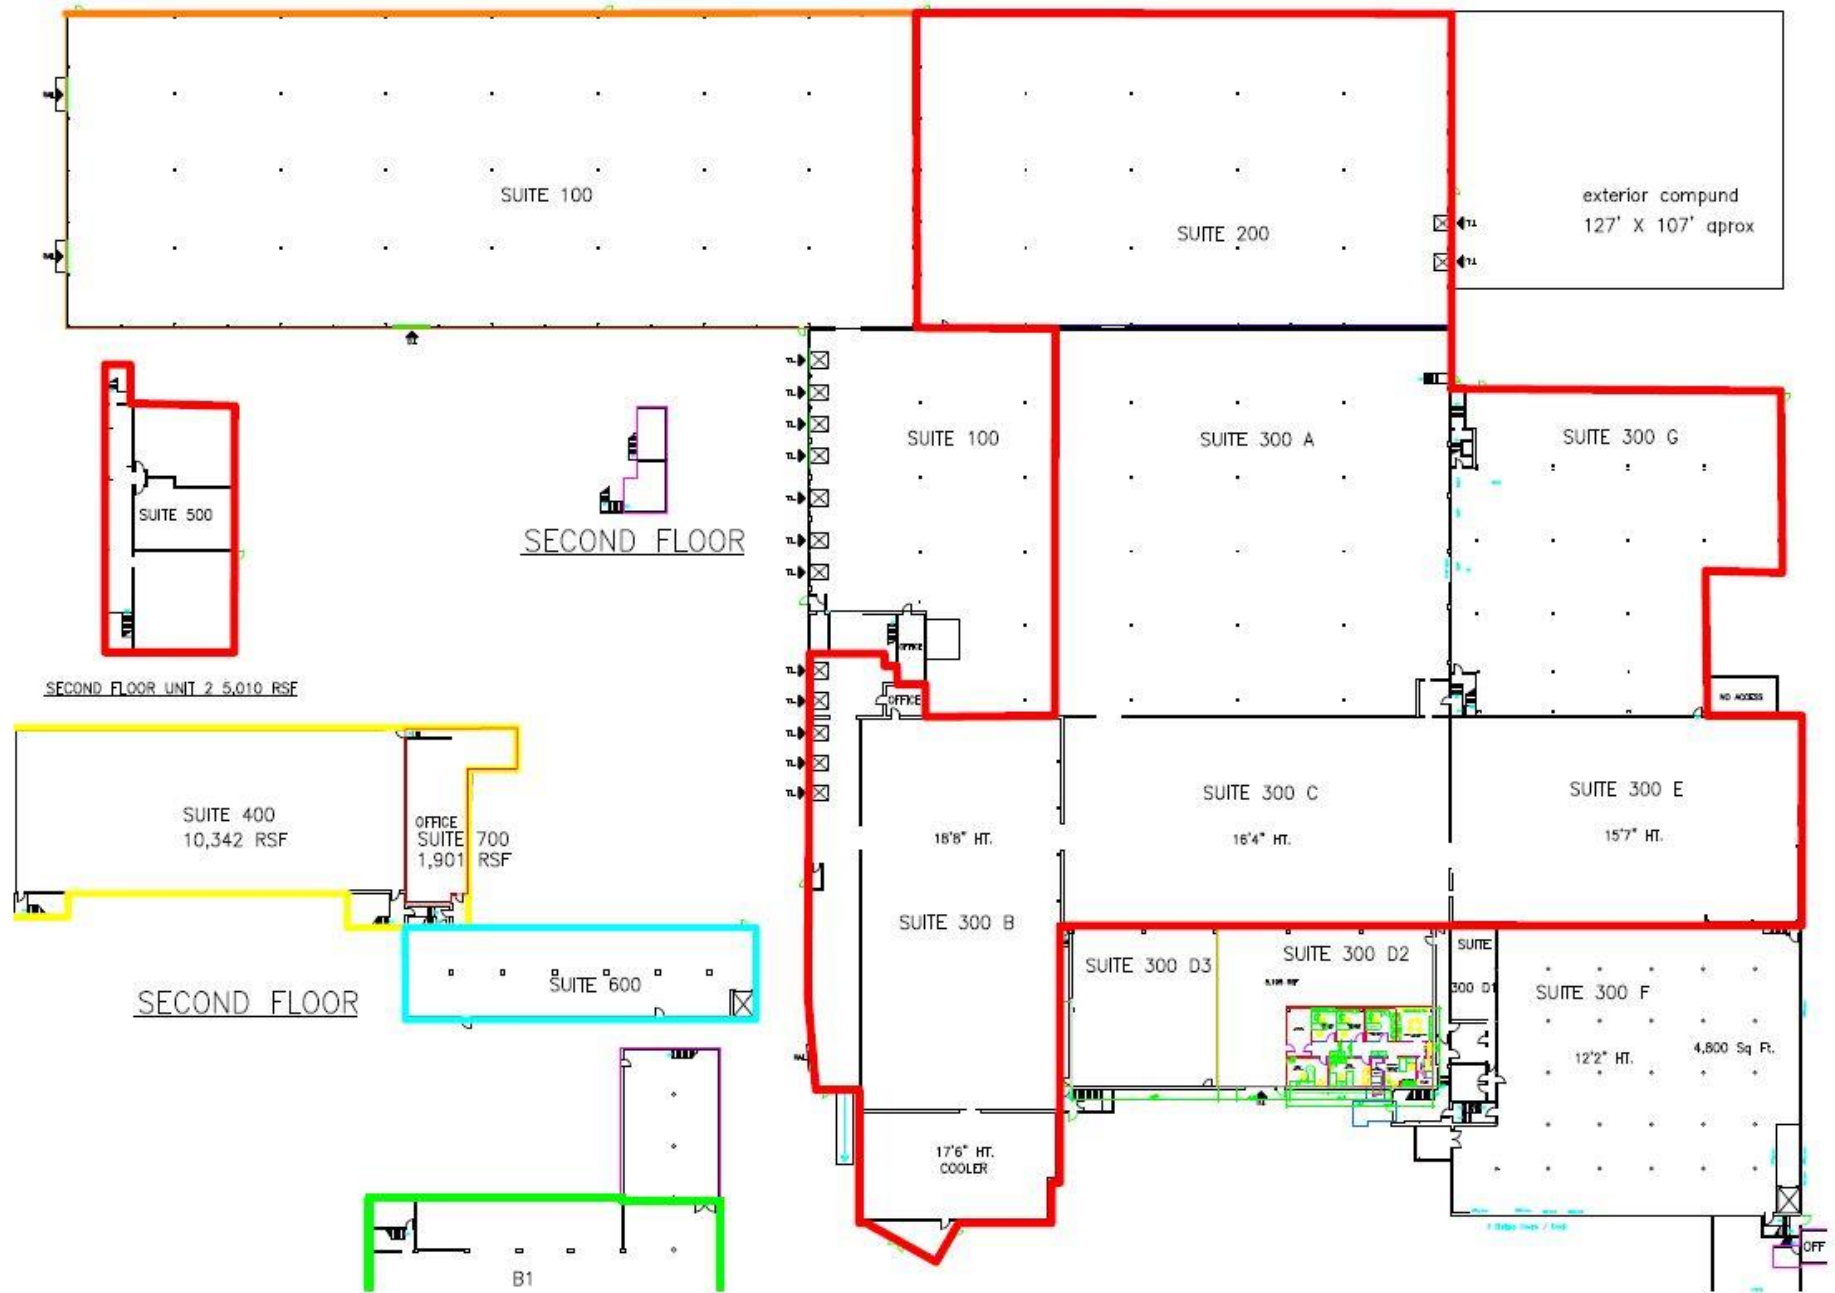 SUITE 100
exterior compund
127' X 107' aprox
SUITE 200
SUITE 100
SUITE 300 A
SUITE 300 G
SUITE 500
SECOND FLOOR
OFFICE
OFFICE
NO ACCESS
SECOND FLOOR UNIT 2 5,010 RSF
SUITE 400
10,342 RSF
OFFICE
SUITE 700
1,901 RSF
SUITE 300 C
16'4" HT.
SUITE 300 E
15'7" HT.
18'8" HT.
SUITE 300 B
SUITE 600
SECOND FLOOR
SUITE 300 D3
SUITE 300 D2
SUITE
300 D1
SUITE 300 F
12'2" HT.
4,800 Sq Ft.
17'6" HT.
COOLER
B1
OFF